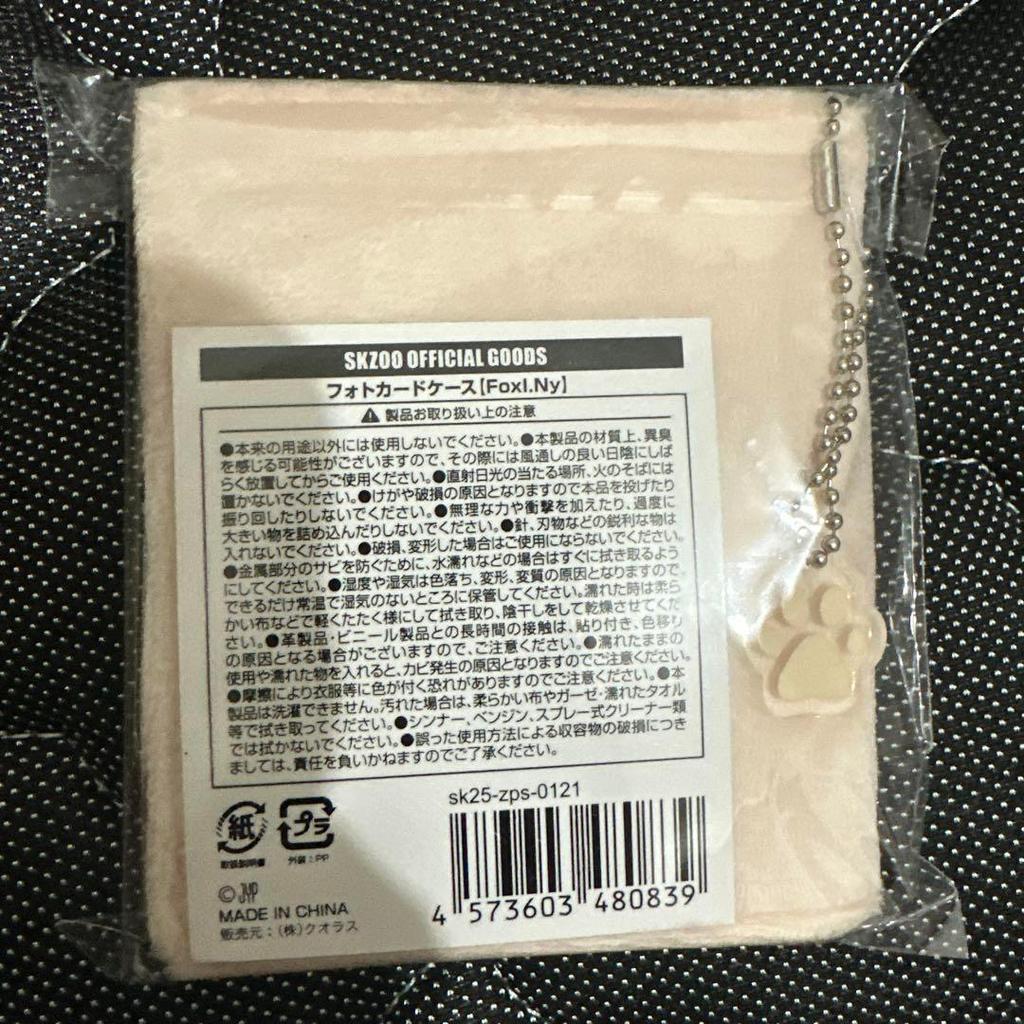 SKZOO OFFICIAL GOODS
フォトカードケース[FoxI.Ny]
⚠ 製品お取り扱い上の注意
●本来の用途以外には使用しないでください。●本製品の材質上、異臭
を感じる可能性がございますので、その際には風通しの良い日陰にしば
らく放置してからご使用ください。●直射日光の当たる場所、火のそばには
置かないでください。●けがや破損の原因となりますので本品を投げたり
振り回したりしないでください。●無理な力や衝撃を加えたり、過度に
大きい物を詰め込んだりしないでください。●針、刃物などの鋭利な物は
入れないでください。●破損、変形した場合はご使用にならないでください。
●金属部分のサビを防ぐために、水濡れなどの場合はすぐに拭き取るよう
にしてください。●湿度や湿気は色落ち、変形、変質の原因となりますので、
できるだけ常温で湿気のないところに保管してください。濡れた時は柔ら
かい布などで軽くたたく様にして拭き取り、陰干しをして乾燥させてくだ
さい。●革製品・ビニール製品との長時間の接触は、貼り付き、色移り
の原因となる場合がございますので、ご注意ください。●濡れたままの
使用や濡れた物を入れると、カビ発生の原因となりますのでご注意ください。
●摩擦により衣服等に色が付く恐れがありますのでご注意ください。●本
製品は洗濯できません。汚れた場合は、柔らかい布やガーゼ・濡れたタオル
等で拭き取ってください。●シンナー、ベンジン、スプレー式クリーナー類
では拭かないでください。●誤った使用方法による収容物の破損につき
ましては、責任を負いかねますのでご了承ください。
sk25-zps-0121
紙 プラ
取扱説明書 外装:PP
© JYP
MADE IN CHINA
販売元:(株)クオラス
4 573603 480839